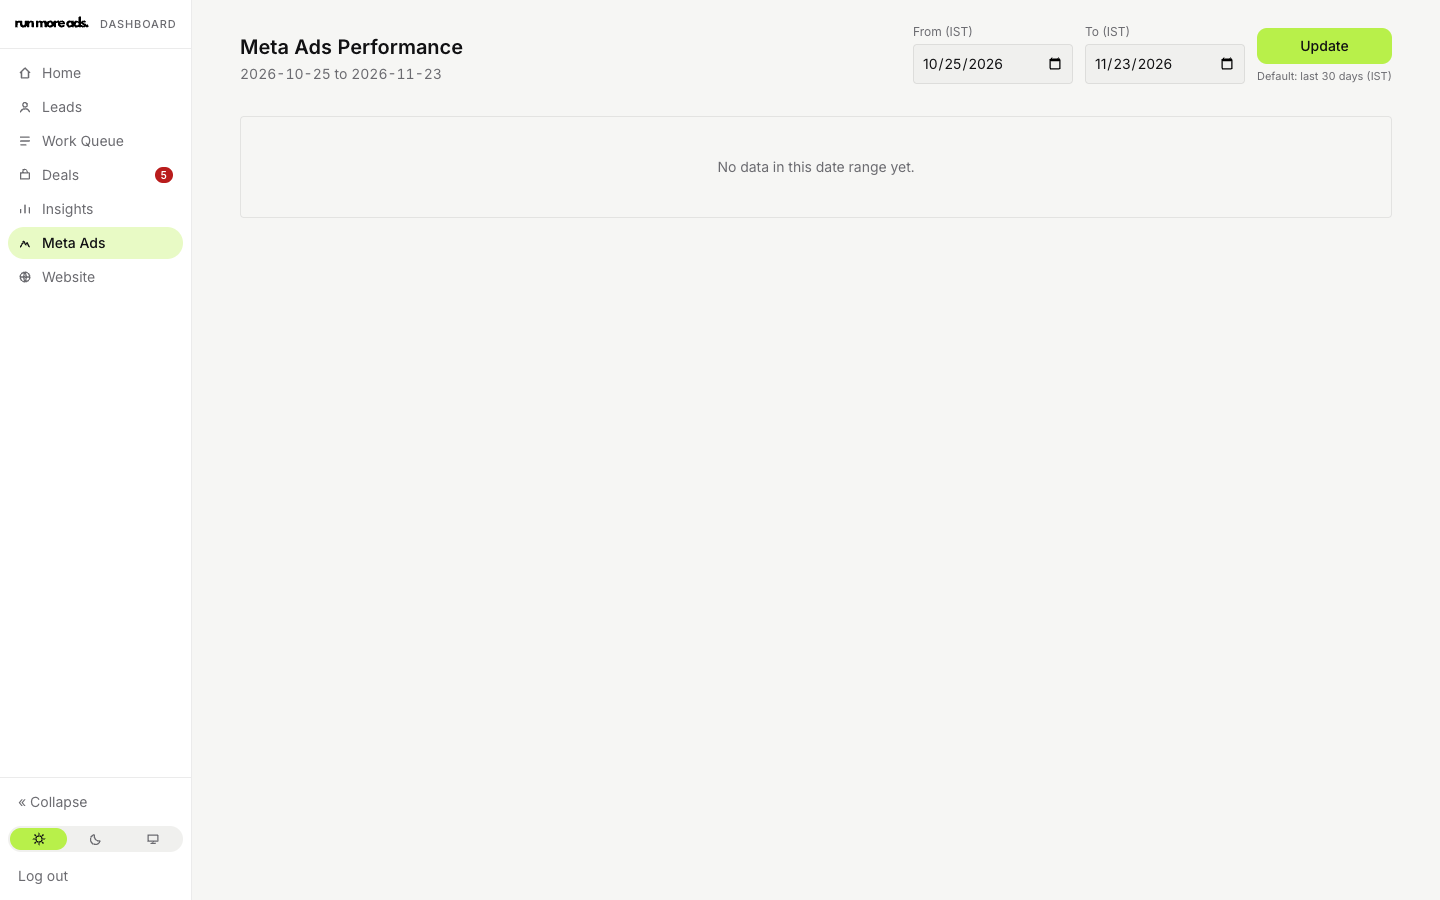 run more ads. DASHBOARD
Home
Leads
Work Queue
Deals 5
Insights
Meta Ads
Website
« Collapse
Log out
Meta Ads Performance
2026-10-25 to 2026-11-23
From (IST)
10/25/2026
To (IST)
11/23/2026
Update
Default: last 30 days (IST)
No data in this date range yet.